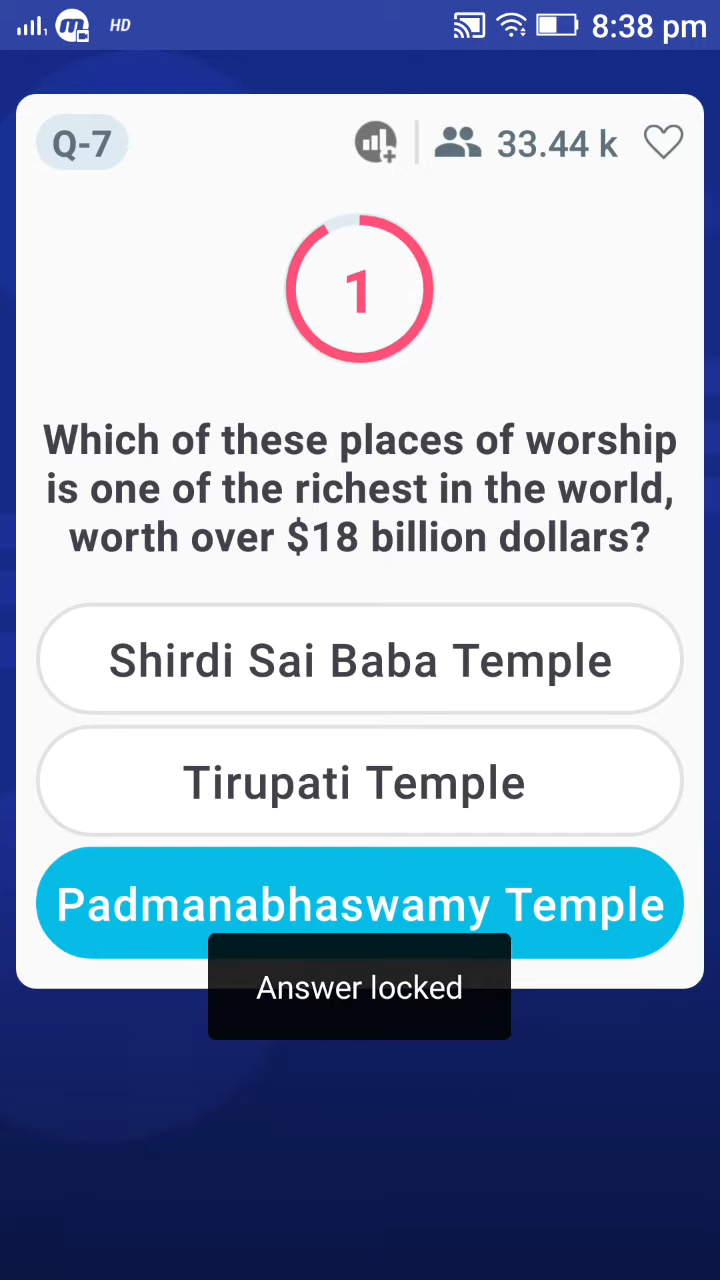 HD 8:38 pm
Q-7 33.44 k
1
Which of these places of worship
is one of the richest in the world,
worth over $18 billion dollars?
Shirdi Sai Baba Temple
Tirupati Temple
Padmanabhaswamy Temple
Answer locked